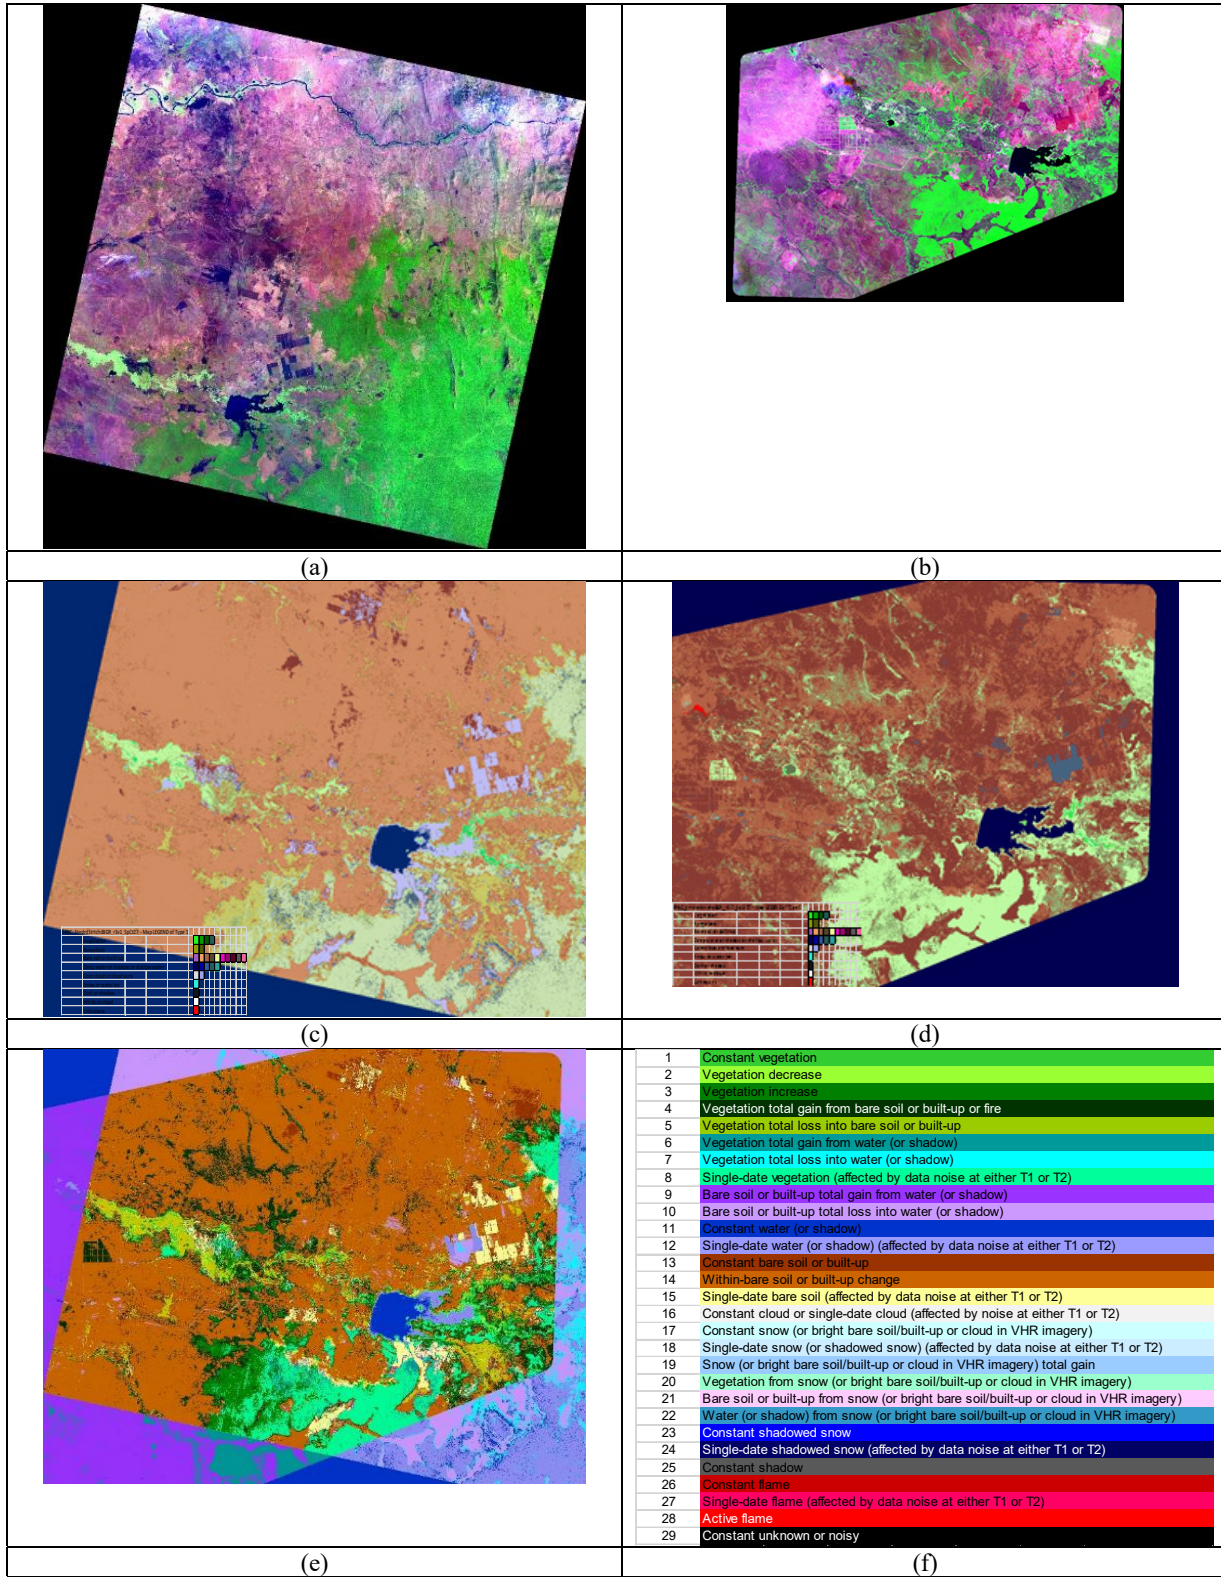 (a)
(b)
(c)
(d)
1 Constant vegetation
2 Vegetation decrease
3 Vegetation increase
4 Vegetation total gain from bare soil or built-up or fire
5 Vegetation total loss into bare soil or built-up
6 Vegetation total gain from water (or shadow)
7 Vegetation total loss into water (or shadow)
8 Single-date vegetation (affected by data noise at either T1 or T2)
9 Bare soil or built-up total gain from water (or shadow)
10 Bare soil or built-up total loss into water (or shadow)
11 Constant water (or shadow)
12 Single-date water (or shadow) (affected by data noise at either T1 or T2)
13 Constant bare soil or built-up
14 Within-bare soil or built-up change
15 Single-date bare soil (affected by data noise at either T1 or T2)
16 Constant cloud or single-date cloud (affected by noise at either T1 or T2)
17 Constant snow (or bright bare soil/built-up or cloud in VHR imagery)
18 Single-date snow (or shadowed snow) (affected by data noise at either T1 or T2)
19 Snow (or bright bare soil/built-up or cloud in VHR imagery) total gain
20 Vegetation from snow (or bright bare soil/built-up or cloud in VHR imagery)
21 Bare soil or built-up from snow (or bright bare soil/built-up or cloud in VHR imagery)
22 Water (or shadow) from snow (or bright bare soil/built-up or cloud in VHR imagery)
23 Constant shadowed snow
24 Single-date shadowed snow (affected by data noise at either T1 or T2)
25 Constant shadow
26 Constant flame
27 Single-date flame (affected by data noise at either T1 or T2)
28 Active flame
29 Constant unknown or noisy
(e)
(f)